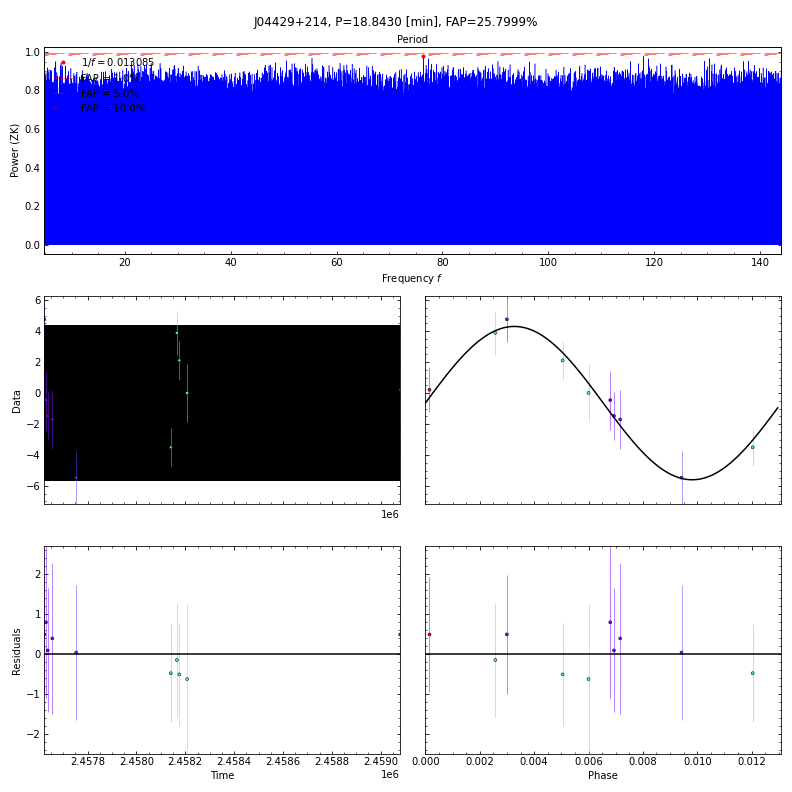 J04429+214, P=18.8430 [min], FAP=25.7999%
Period
1/f = 0.013085
FAP = 5.0%
FAP = 10.0%
Power (ZK)
1.0
0.8
0.6
0.4
0.2
0.0
20 40 60 80 100 120 140
Frequency f
Data
6
4
2
0
−2
−4
−6
1e6
Residuals
2
1
0
−1
−2
2.4578 2.4580 2.4582 2.4584 2.4586 2.4588 2.4590
1e6
Time
0.000 0.002 0.004 0.006 0.008 0.010 0.012
Phase